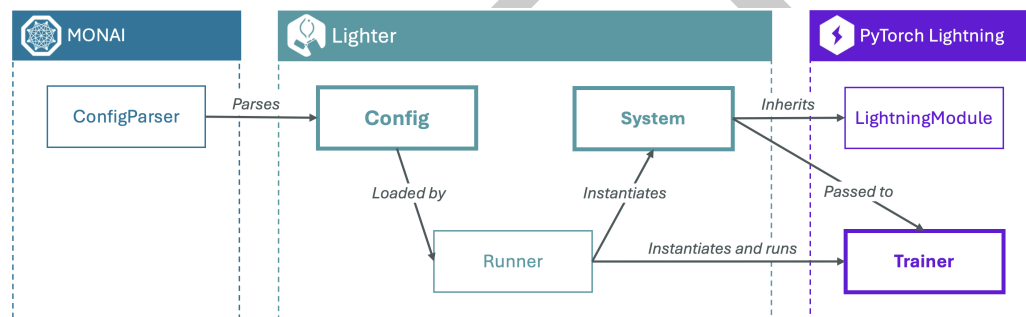 MONAI
Lighter
PyTorch Lightning
ConfigParser
Parses
Config
System
Inherits
LightningModule
Loaded by
Instantiates
Passed to
Runner
Instantiates and runs
Trainer